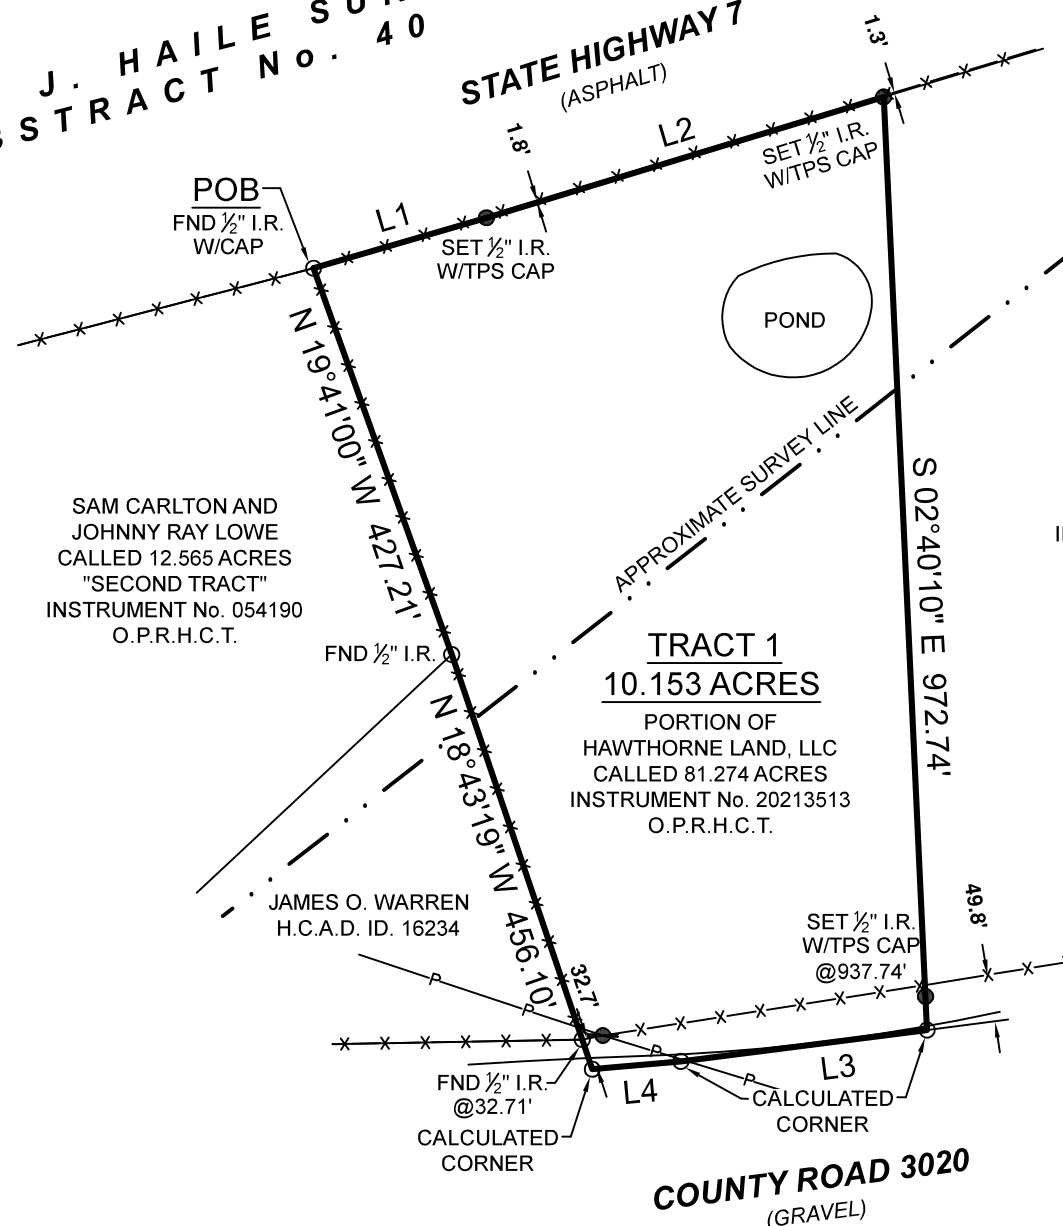 J. HAILE SUR
BSTRACT No. 40
STATE HIGHWAY 7
(ASPHALT)
1.3'
1.8'
L2
SET ½" I.R.
W/TPS CAP
POB
FND ½" I.R.
W/CAP
L1
SET ½" I.R.
W/TPS CAP
POND
N 19°41'00" W 427.21'
APPROXIMATE SURVEY LINE
S 02°40'10" E 972.74'
SAM CARLTON AND
JOHNNY RAY LOWE
CALLED 12.565 ACRES
"SECOND TRACT"
INSTRUMENT No. 054190
O.P.R.H.C.T.
FND ½" I.R.
TRACT 1
10.153 ACRES
PORTION OF
HAWTHORNE LAND, LLC
CALLED 81.274 ACRES
INSTRUMENT No. 20213513
O.P.R.H.C.T.
N 18°43'19" W 456.10'
JAMES O. WARREN
H.C.A.D. ID. 16234
SET ½" I.R.
W/TPS CAP
@937.74'
49.8'
32.7'
P
P
P
P
L3
L4
FND ½" I.R.
@32.71'
CALCULATED
CORNER
CALCULATED
CORNER
COUNTY ROAD 3020
(GRAVEL)